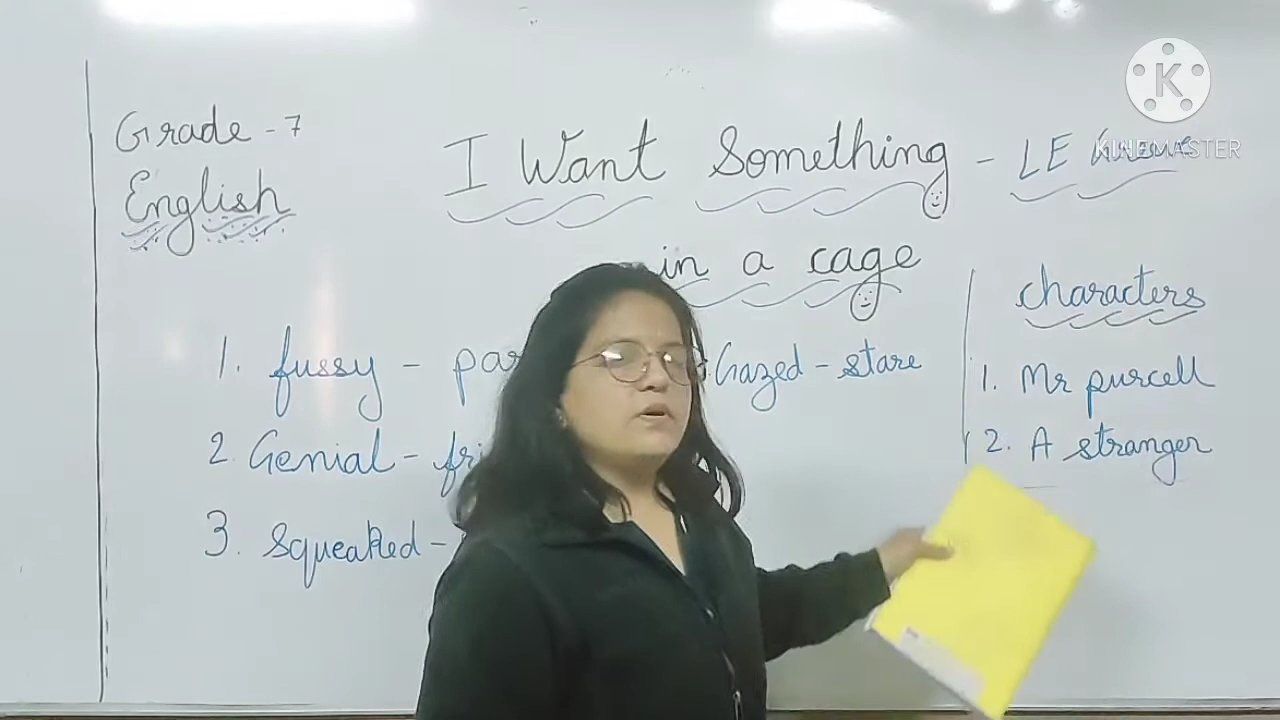 Grade - 7
English
I Want Something - LE
in a cage
1. fussy - par
2. Genial - fri
3. Squeaked -
Gazed - stare
characters
1. Mr purcell
2. A stranger
K
KINEMASTER